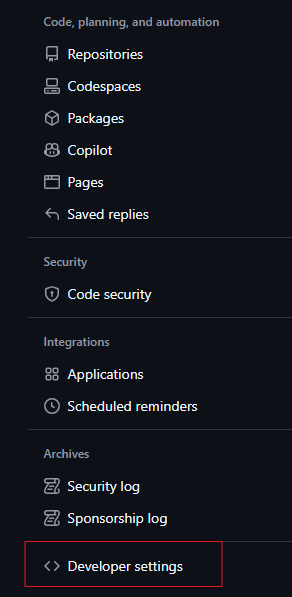 Code, planning, and automation
Repositories
Codespaces
Packages
Copilot
Pages
Saved replies
Security
Code security
Integrations
Applications
Scheduled reminders
Archives
Security log
Sponsorship log
Developer settings